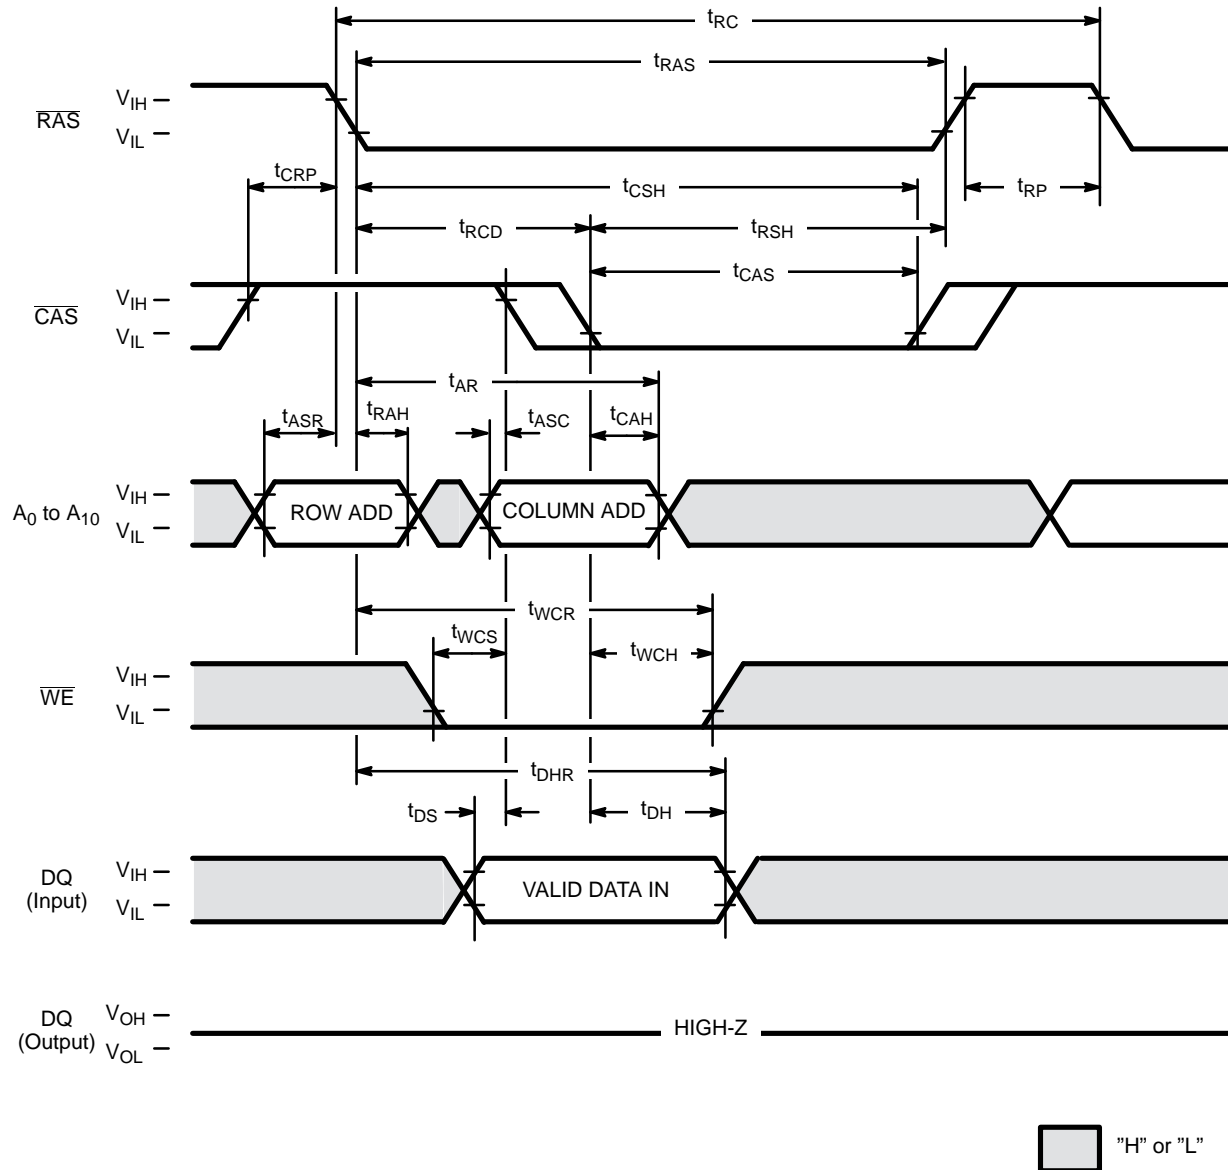 tRC
tRAS
RAS
VIH
VIL
tCRP
tCSH
tRP
tRCD
tRSH
tCAS
CAS
VIH
VIL
tAR
tASR
tRAH
tASC
tCAH
A0 to A10
VIH
VIL
ROW ADD
COLUMN ADD
tWCR
tWCS
tWCH
WE
VIH
VIL
tDHR
tDS
tDH
DQ
(Input)
VIH
VIL
VALID DATA IN
DQ
(Output)
VOH
VOL
HIGH-Z
”H” or ”L”